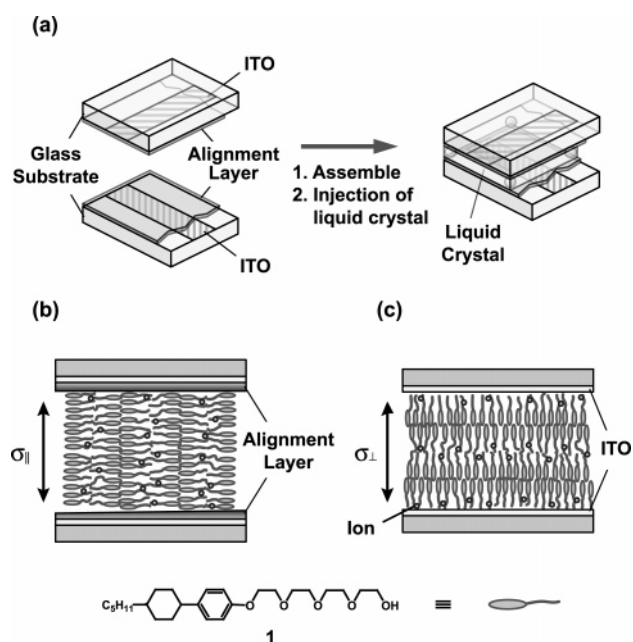 (a)
ITO
Glass
Substrate
Alignment
Layer
ITO
1. Assemble
2. Injection of
liquid crystal
Liquid
Crystal
(b)
(c)
σ||
Alignment
Layer
σ⊥
ITO
Ion
C5H11
O
O
O
O
OH
≡
1